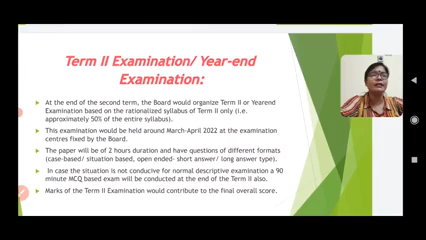 Term II Examination/ Year-end
Examination:
At the end of the second term, the Board would organize Term II or Yearend
Examination based on the rationalized syllabus of Term II only (i.e.
approximately 50% of the entire syllabus).
This examination would be held around March-April 2022 at the examination
centres fixed by the Board.
The paper will be of 2 hours duration and have questions of different formats
(case-based/ situation based, open ended- short answer/ long answer type).
In case the situation is not conducive for normal descriptive examination a 90
minute MCQ based exam will be conducted at the end of the Term II also.
Marks of the Term II Examination would contribute to the final overall score.